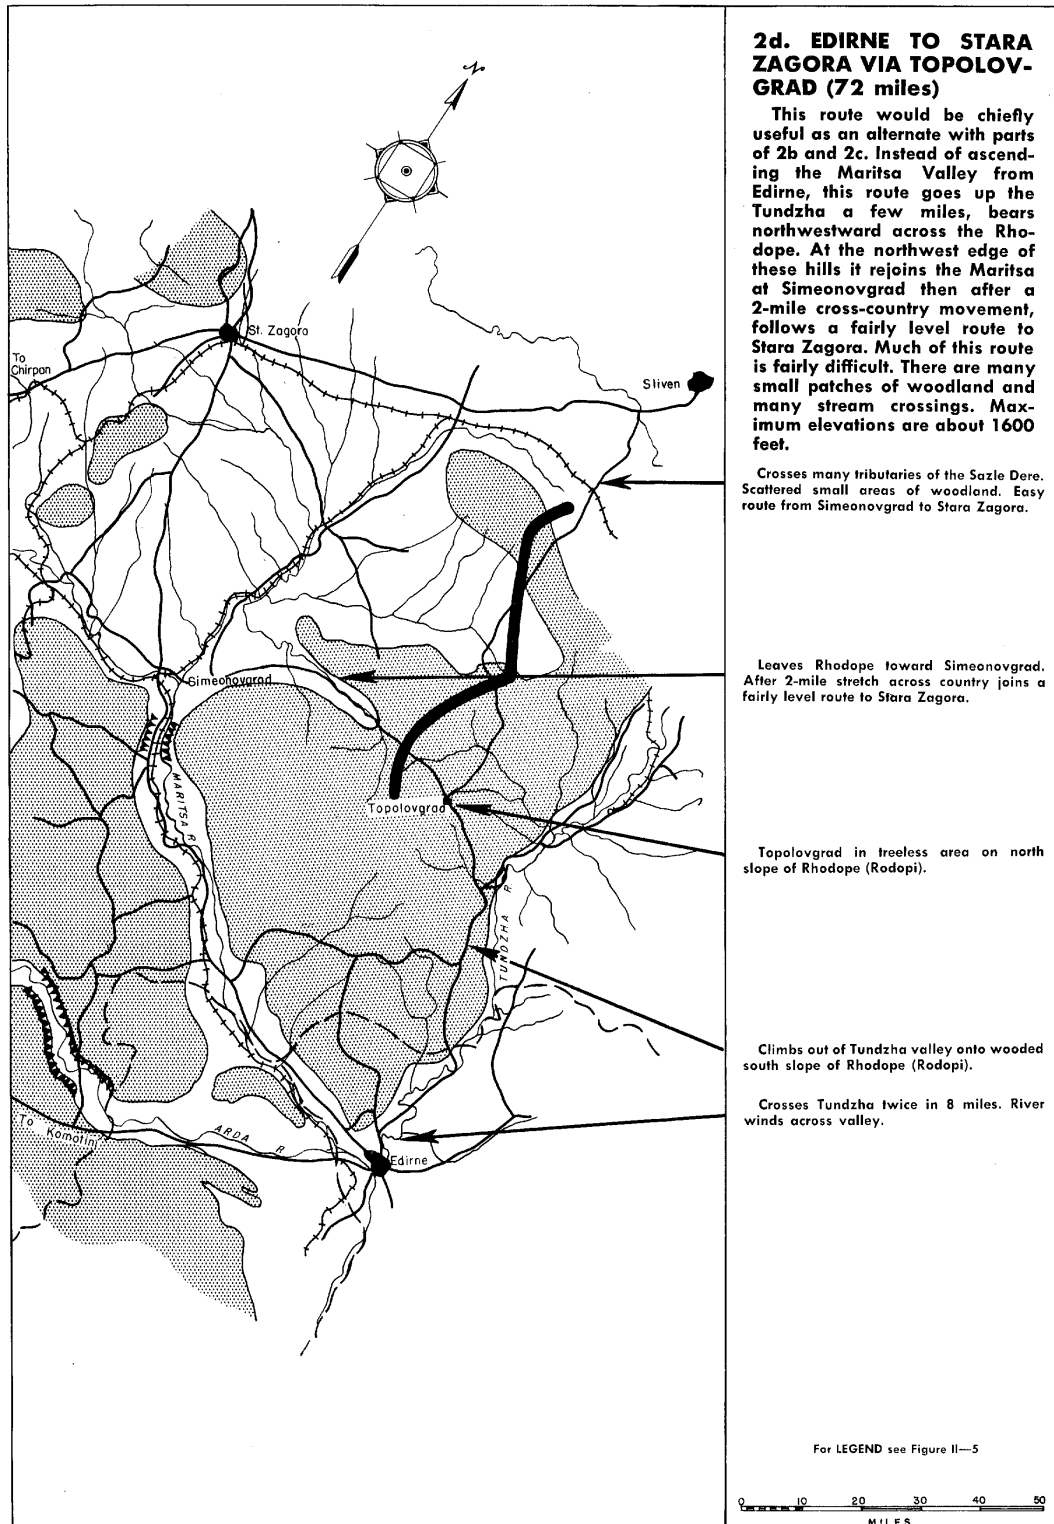 2d. EDIRNE TO STARA
ZAGORA VIA TOPOLOV-
GRAD (72 miles)
This route would be chiefly
useful as an alternate with parts
of 2b and 2c. Instead of ascend-
ing the Maritsa Valley from
Edirne, this route goes up the
Tundzha a few miles, bears
northwestward across the Rho-
dope. At the northwest edge of
these hills it rejoins the Maritsa
at Simeonovgrad then after a
2-mile cross-country movement,
follows a fairly level route to
Stara Zagora. Much of this route
is fairly difficult. There are many
small patches of woodland and
many stream crossings. Max-
imum elevations are about 1600
feet.
Crosses many tributaries of the Sazle Dere.
Scattered small areas of woodland. Easy
route from Simeonovgrad to Stara Zagora.
Leaves Rhodope toward Simeonovgrad.
After 2-mile stretch across country joins a
fairly level route to Stara Zagora.
Topolovgrad in treeless area on north
slope of Rhodope (Rodopi).
Climbs out of Tundzha valley onto wooded
south slope of Rhodope (Rodopi).
Crosses Tundzha twice in 8 miles. River
winds across valley.
For LEGEND see Figure II—5
0 10 20 30 40 50
MILES
N
St. Zagora
To
Chirpan
Sliven
Simeonovgrad
MARITSA R.
Topolovgrad
TUNDZHA R.
To Komotini
ARDA R.
Edirne